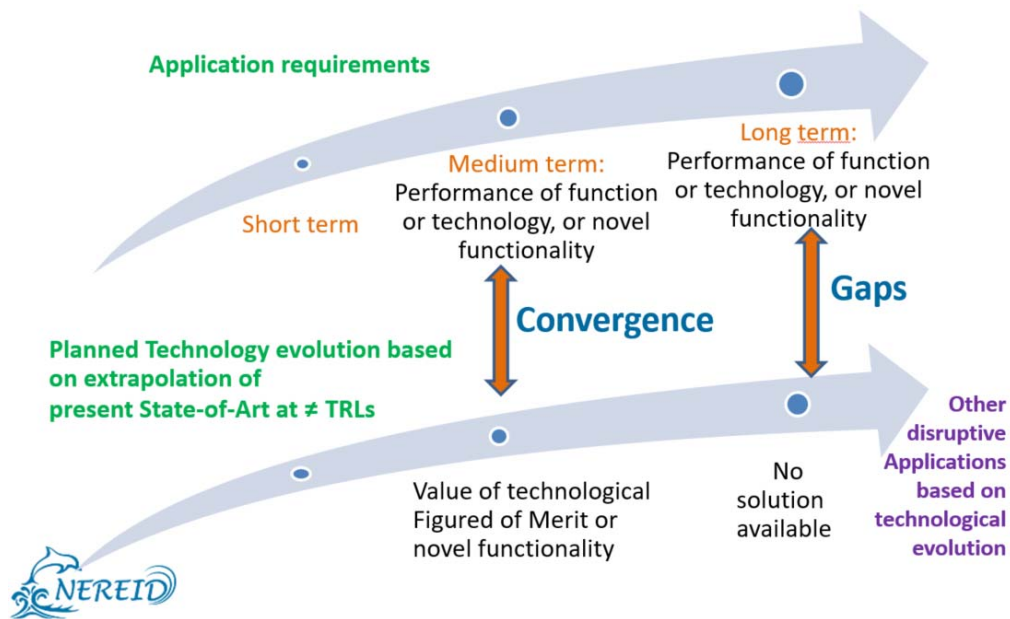 Application requirements
Short term
Medium term:
Performance of function
or technology, or novel
functionality
Long term:
Performance of function
or technology, or novel
functionality
Convergence
Gaps
Planned Technology evolution based
on extrapolation of
present State-of-Art at ≠ TRLs
Value of technological
Figured of Merit or
novel functionality
No
solution
available
Other
disruptive
Applications
based on
technological
evolution
NEREID